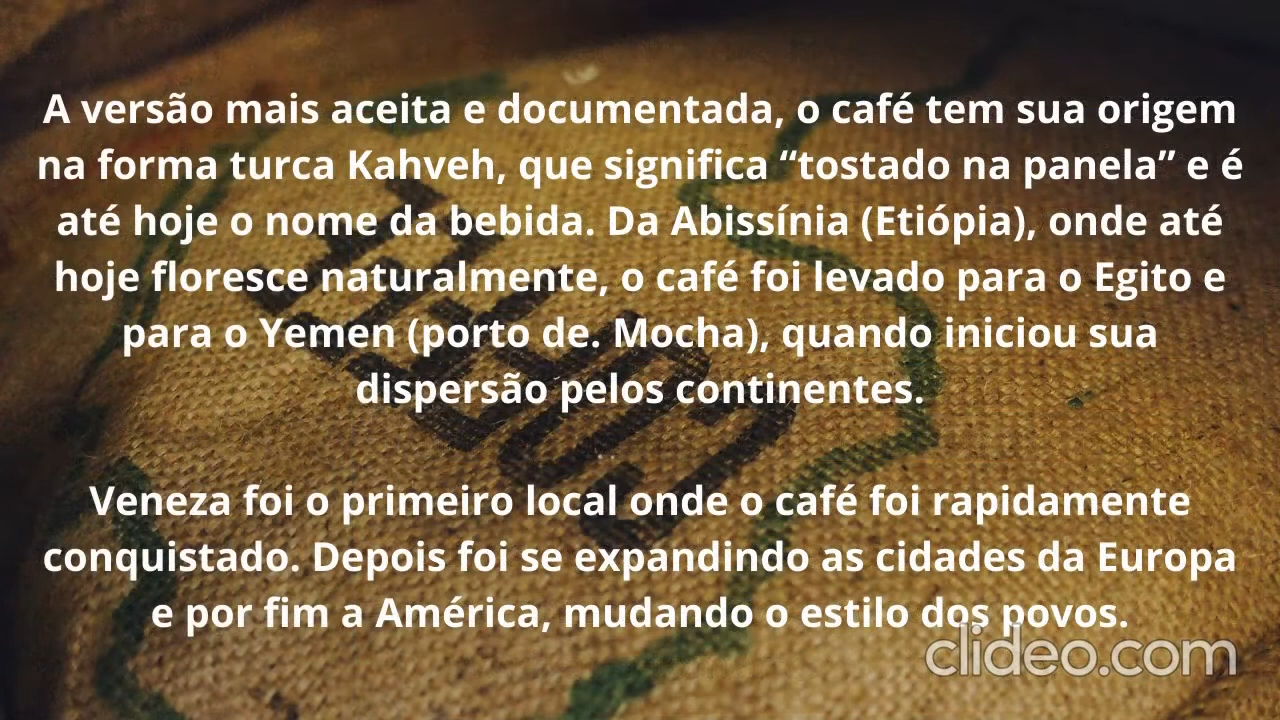 A versão mais aceita e documentada, o café tem sua origem
na forma turca Kahveh, que significa “tostado na panela” e é
até hoje o nome da bebida. Da Abissínia (Etiópia), onde até
hoje floresce naturalmente, o café foi levado para o Egito e
para o Yemen (porto de. Mocha), quando iniciou sua
dispersão pelos continentes.
Veneza foi o primeiro local onde o café foi rapidamente
conquistado. Depois foi se expandindo as cidades da Europa
e por fim a América, mudando o estilo dos povos.
clideo.com